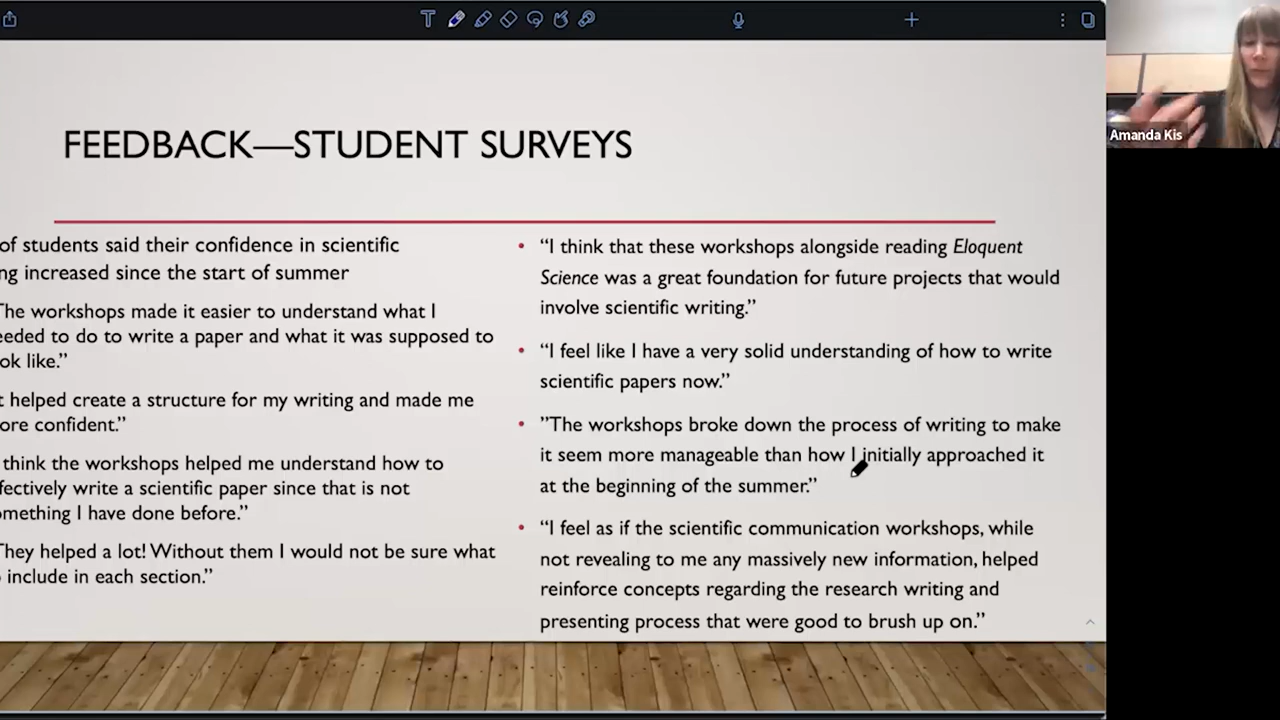 FEEDBACK—STUDENT SURVEYS
of students said their confidence in scientific
ng increased since the start of summer
The workshops made it easier to understand what I
eeded to do to write a paper and what it was supposed to
ok like.”
t helped create a structure for my writing and made me
ore confident.”
think the workshops helped me understand how to
fectively write a scientific paper since that is not
mething I have done before.”
They helped a lot! Without them I would not be sure what
include in each section.”
• “I think that these workshops alongside reading Eloquent
Science was a great foundation for future projects that would
involve scientific writing.”
• “I feel like I have a very solid understanding of how to write
scientific papers now.”
• ”The workshops broke down the process of writing to make
it seem more manageable than how I initially approached it
at the beginning of the summer.”
• “I feel as if the scientific communication workshops, while
not revealing to me any massively new information, helped
reinforce concepts regarding the research writing and
presenting process that were good to brush up on.”
Amanda Kis